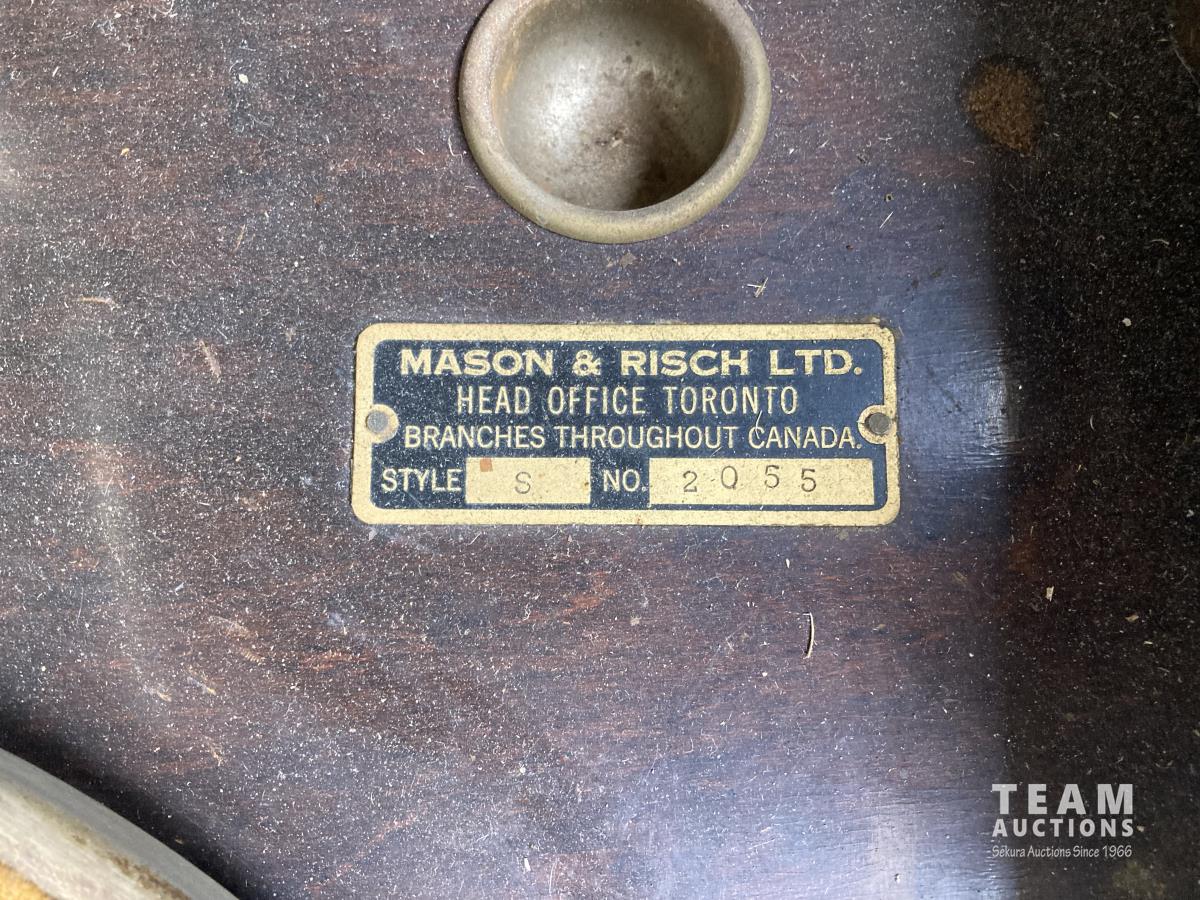 MASON & RISCH LTD.
HEAD OFFICE TORONTO
BRANCHES THROUGHOUT CANADA.
STYLE S NO. 2055
TEAM
AUCTIONS
Sekura Auctions Since 1966